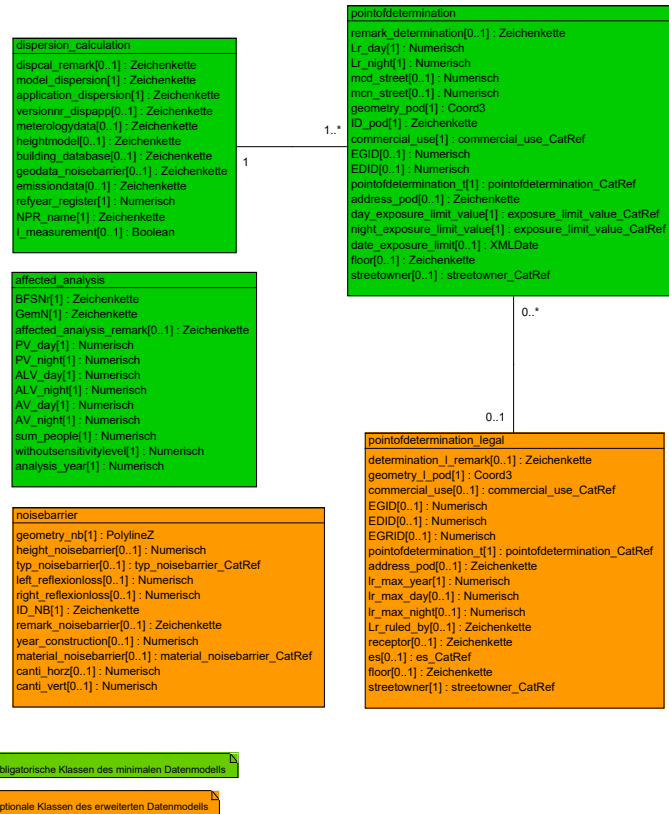 dispersion_calculation
dispcal_remark[0..1] : Zeichenkette
model_dispersion[1] : Zeichenkette
application_dispersion[1] : Zeichenkette
versionnr_dispapp[0..1] : Zeichenkette
meterologydata[0..1] : Zeichenkette
heightmodel[0..1] : Zeichenkette
building_database[0..1] : Zeichenkette
geodata_noisebarrier[0..1] : Zeichenkette
emissiondata[0..1] : Zeichenkette
refyear_register[1] : Numerisch
NPR_name[1] : Zeichenkette
l_measurement[0..1] : Boolean
1..*
1
pointofdetermination
remark_determination[0..1] : Zeichenkette
Lr_day[1] : Numerisch
Lr_night[1] : Numerisch
mcd_street[0..1] : Numerisch
mcn_street[0..1] : Numerisch
geometry_pod[1] : Coord3
ID_pod[1] : Zeichenkette
commercial_use[1] : commercial_use_CatRef
EGID[0..1] : Numerisch
EDID[0..1] : Numerisch
pointofdetermination_t[1] : pointofdetermination_CatRef
address_pod[0..1] : Zeichenkette
day_exposure_limit_value[1] : exposure_limit_value_CatRef
night_exposure_limit_value[1] : exposure_limit_value_CatRef
date_exposure_limit[0..1] : XMLDate
floor[0..1] : Zeichenkette
streetowner[0..1] : streetowner_CatRef
0..*
0..1
affected_analysis
BFSNr[1] : Zeichenkette
GemN[1] : Zeichenkette
affected_analysis_remark[0..1] : Zeichenkette
PV_day[1] : Numerisch
PV_night[1] : Numerisch
ALV_day[1] : Numerisch
ALV_night[1] : Numerisch
AV_day[1] : Numerisch
AV_night[1] : Numerisch
sum_people[1] : Numerisch
withoutsensitivitylevel[1] : Numerisch
analysis_year[1] : Numerisch
pointofdetermination_legal
determination_l_remark[0..1] : Zeichenkette
geometry_l_pod[1] : Coord3
commercial_use[0..1] : commercial_use_CatRef
EGID[0..1] : Numerisch
EDID[0..1] : Numerisch
EGRID[0..1] : Numerisch
pointofdetermination_t[1] : pointofdetermination_CatRef
address_pod[0..1] : Zeichenkette
lr_max_year[1] : Numerisch
lr_max_day[0..1] : Numerisch
lr_max_night[0..1] : Numerisch
Lr_ruled_by[0..1] : Zeichenkette
receptor[0..1] : Zeichenkette
es[0..1] : es_CatRef
floor[0..1] : Zeichenkette
streetowner[1] : streetowner_CatRef
noisebarrier
geometry_nb[1] : PolylineZ
height_noisebarrier[0..1] : Numerisch
typ_noisebarrier[0..1] : typ_noisebarrier_CatRef
left_reflexionloss[0..1] : Numerisch
right_reflexionloss[0..1] : Numerisch
ID_NB[1] : Zeichenkette
remark_noisebarrier[0..1] : Zeichenkette
year_construction[0..1] : Numerisch
material_noisebarrier[0..1] : material_noisebarrier_CatRef
canti_horz[0..1] : Numerisch
canti_vert[0..1] : Numerisch
bligatorische Klassen des minimalen Datenmodells
ptionale Klassen des erweiterten Datenmodells